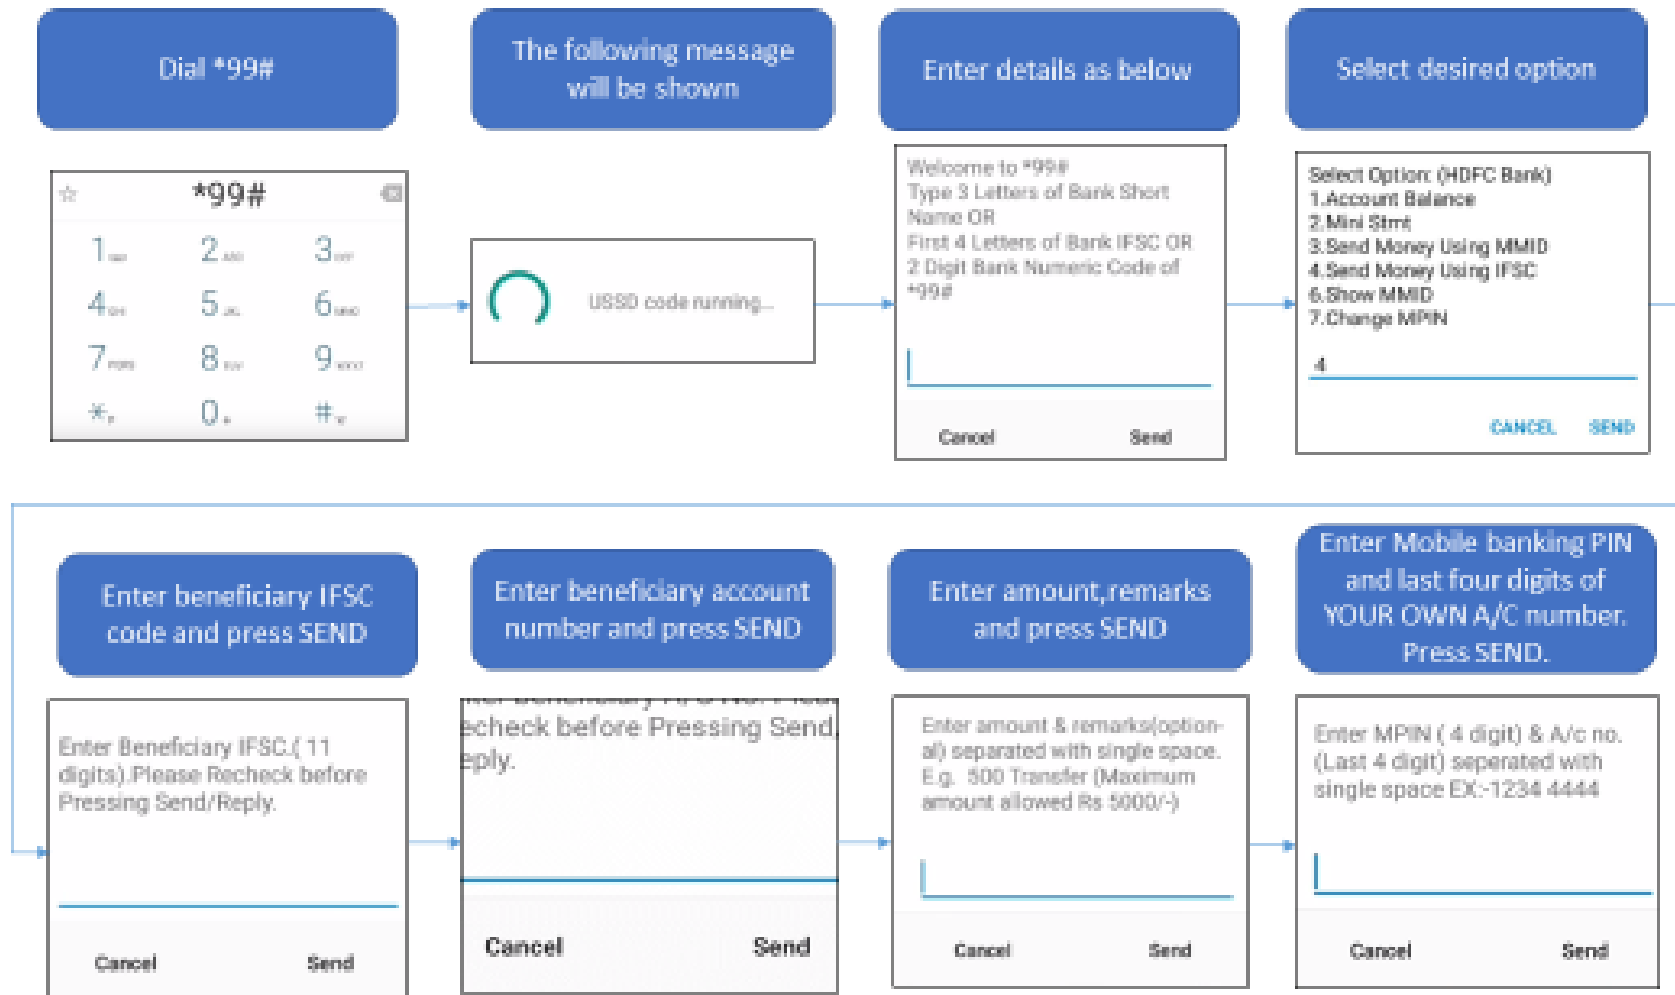 Dial *99#
The following message
will be shown
Enter details as below
Select desired option
*99#
1
2 ABC
3
4
5
6
7 PQRS
8
9
*
0
#
USSD code running...
Welcome to *99#
Type 3 Letters of Bank Short
Name OR
First 4 Letters of Bank IFSC OR
2 Digit Bank Numeric Code of
*99#
Cancel Send
Select Option: (HDFC Bank)
1.Account Balance
2.Mini Stmt
3.Send Money Using MMID
4.Send Money Using IFSC
6.Show MMID
7.Change MPIN
4
CANCEL SEND
Enter beneficiary IFSC
code and press SEND
Enter beneficiary account
number and press SEND
Enter amount,remarks
and press SEND
Enter Mobile banking PIN
and last four digits of
YOUR OWN A/C number.
Press SEND.
Enter Beneficiary IFSC.( 11
digits).Please Recheck before
Pressing Send/Reply.
Cancel Send
echeck before Pressing Send,
eply.
Cancel Send
Enter amount & remarks(option-
al) separated with single space.
E.g. 500 Transfer (Maximum
amount allowed Rs 5000/-)
Cancel Send
Enter MPIN ( 4 digit) & A/c no.
(Last 4 digit) seperated with
single space EX:-1234 4444
Cancel Send